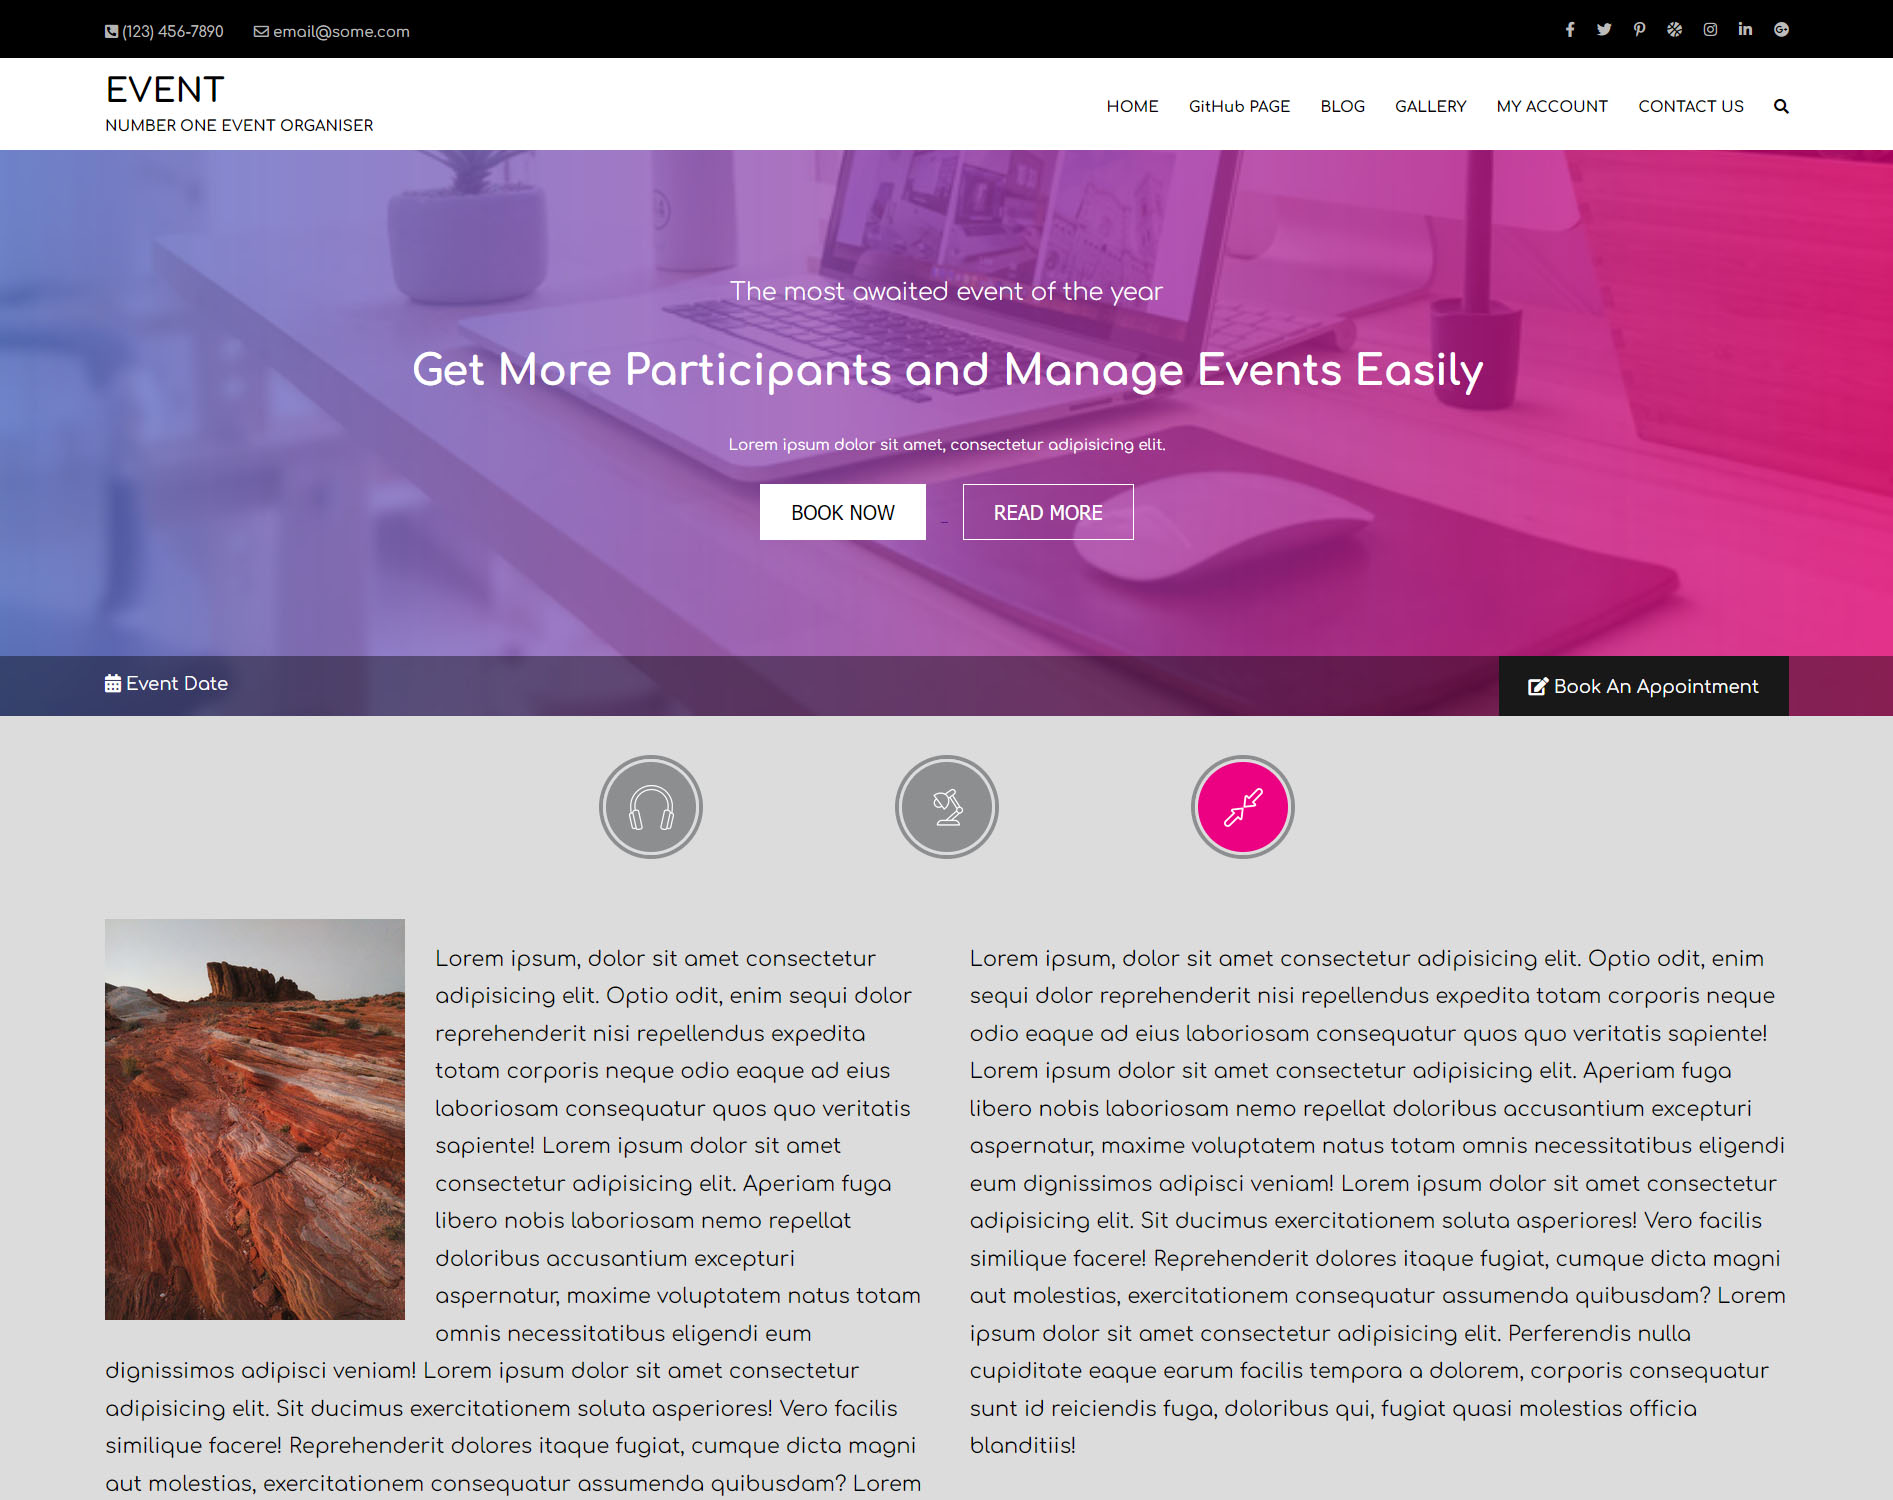 (123) 456-7890 email@some.com
EVENT
NUMBER ONE EVENT ORGANISER
HOME GitHub PAGE BLOG GALLERY MY ACCOUNT CONTACT US
The most awaited event of the year
Get More Participants and Manage Events Easily
Lorem ipsum dolor sit amet, consectetur adipisicing elit.
BOOK NOW READ MORE
Event Date
Book An Appointment
Lorem ipsum, dolor sit amet consectetur
adipisicing elit. Optio odit, enim sequi dolor
reprehenderit nisi repellendus expedita
totam corporis neque odio eaque ad eius
laboriosam consequatur quos quo veritatis
sapiente! Lorem ipsum dolor sit amet
consectetur adipisicing elit. Aperiam fuga
libero nobis laboriosam nemo repellat
doloribus accusantium excepturi
aspernatur, maxime voluptatem natus totam
omnis necessitatibus eligendi eum
dignissimos adipisci veniam! Lorem ipsum dolor sit amet consectetur
adipisicing elit. Sit ducimus exercitationem soluta asperiores! Vero facilis
similique facere! Reprehenderit dolores itaque fugiat, cumque dicta magni
aut molestias, exercitationem consequatur assumenda quibusdam? Lorem
Lorem ipsum, dolor sit amet consectetur adipisicing elit. Optio odit, enim
sequi dolor reprehenderit nisi repellendus expedita totam corporis neque
odio eaque ad eius laboriosam consequatur quos quo veritatis sapiente!
Lorem ipsum dolor sit amet consectetur adipisicing elit. Aperiam fuga
libero nobis laboriosam nemo repellat doloribus accusantium excepturi
aspernatur, maxime voluptatem natus totam omnis necessitatibus eligendi
eum dignissimos adipisci veniam! Lorem ipsum dolor sit amet consectetur
adipisicing elit. Sit ducimus exercitationem soluta asperiores! Vero facilis
similique facere! Reprehenderit dolores itaque fugiat, cumque dicta magni
aut molestias, exercitationem consequatur assumenda quibusdam? Lorem
ipsum dolor sit amet consectetur adipisicing elit. Perferendis nulla
cupiditate eaque earum facilis tempora a dolorem, corporis consequatur
sunt id reiciendis fuga, doloribus qui, fugiat quasi molestias officia
blanditiis!